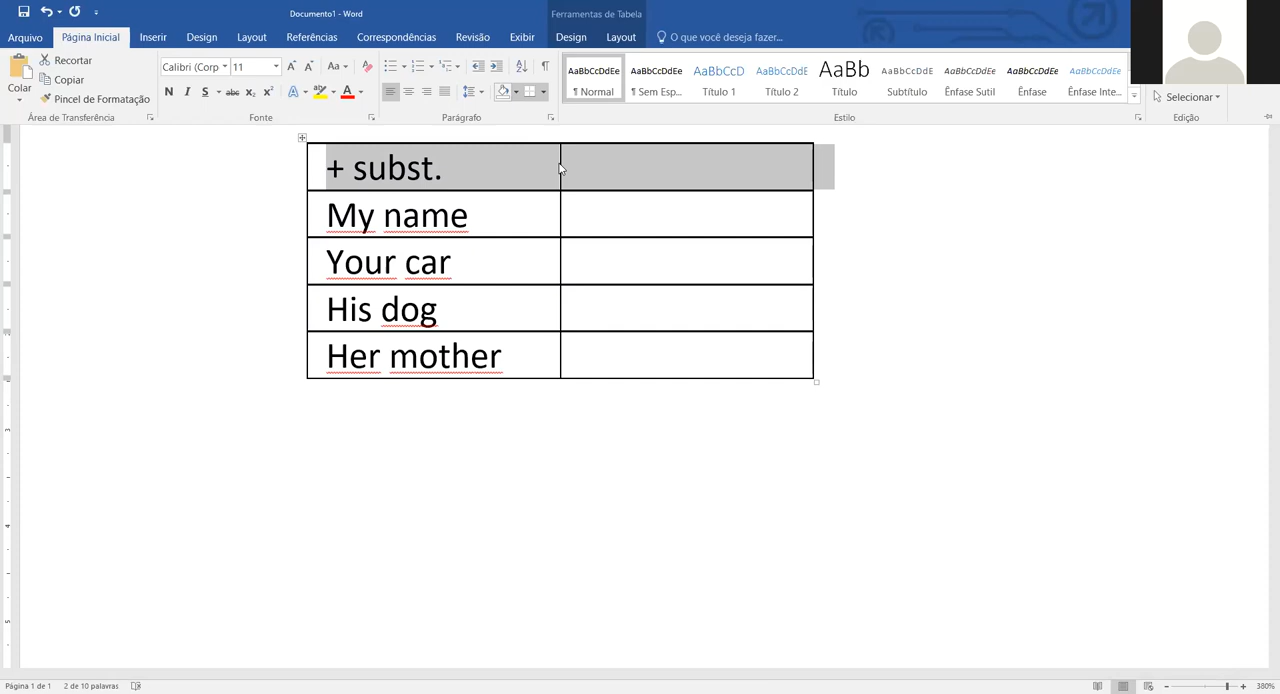 Documento1 - Word
Ferramentas de Tabela
Arquivo Página Inicial Inserir Design Layout Referências Correspondências Revisão Exibir Design Layout O que você deseja fazer...
Colar
Recortar
Copiar
Pincel de Formatação
Área de Transferência
Calibri (Corp 11
Aa
N I S abc x₂ x²
Fonte
Parágrafo
AaBbCcDdEe AaBbCcDdEe AaBbCcD AaBbCcDdE AaBb AaBbCcDdE AaBbCcDdEe AaBbCcDdEe AaBbCcDdEe
¶ Normal ¶ Sem Esp... Título 1 Título 2 Título Subtítulo Ênfase Sutil Ênfase Ênfase Inte...
Estilo
Selecionar
Edição
+ subst.
My name
Your car
His dog
Her mother
Página 1 de 1 2 de 10 palavras
380%